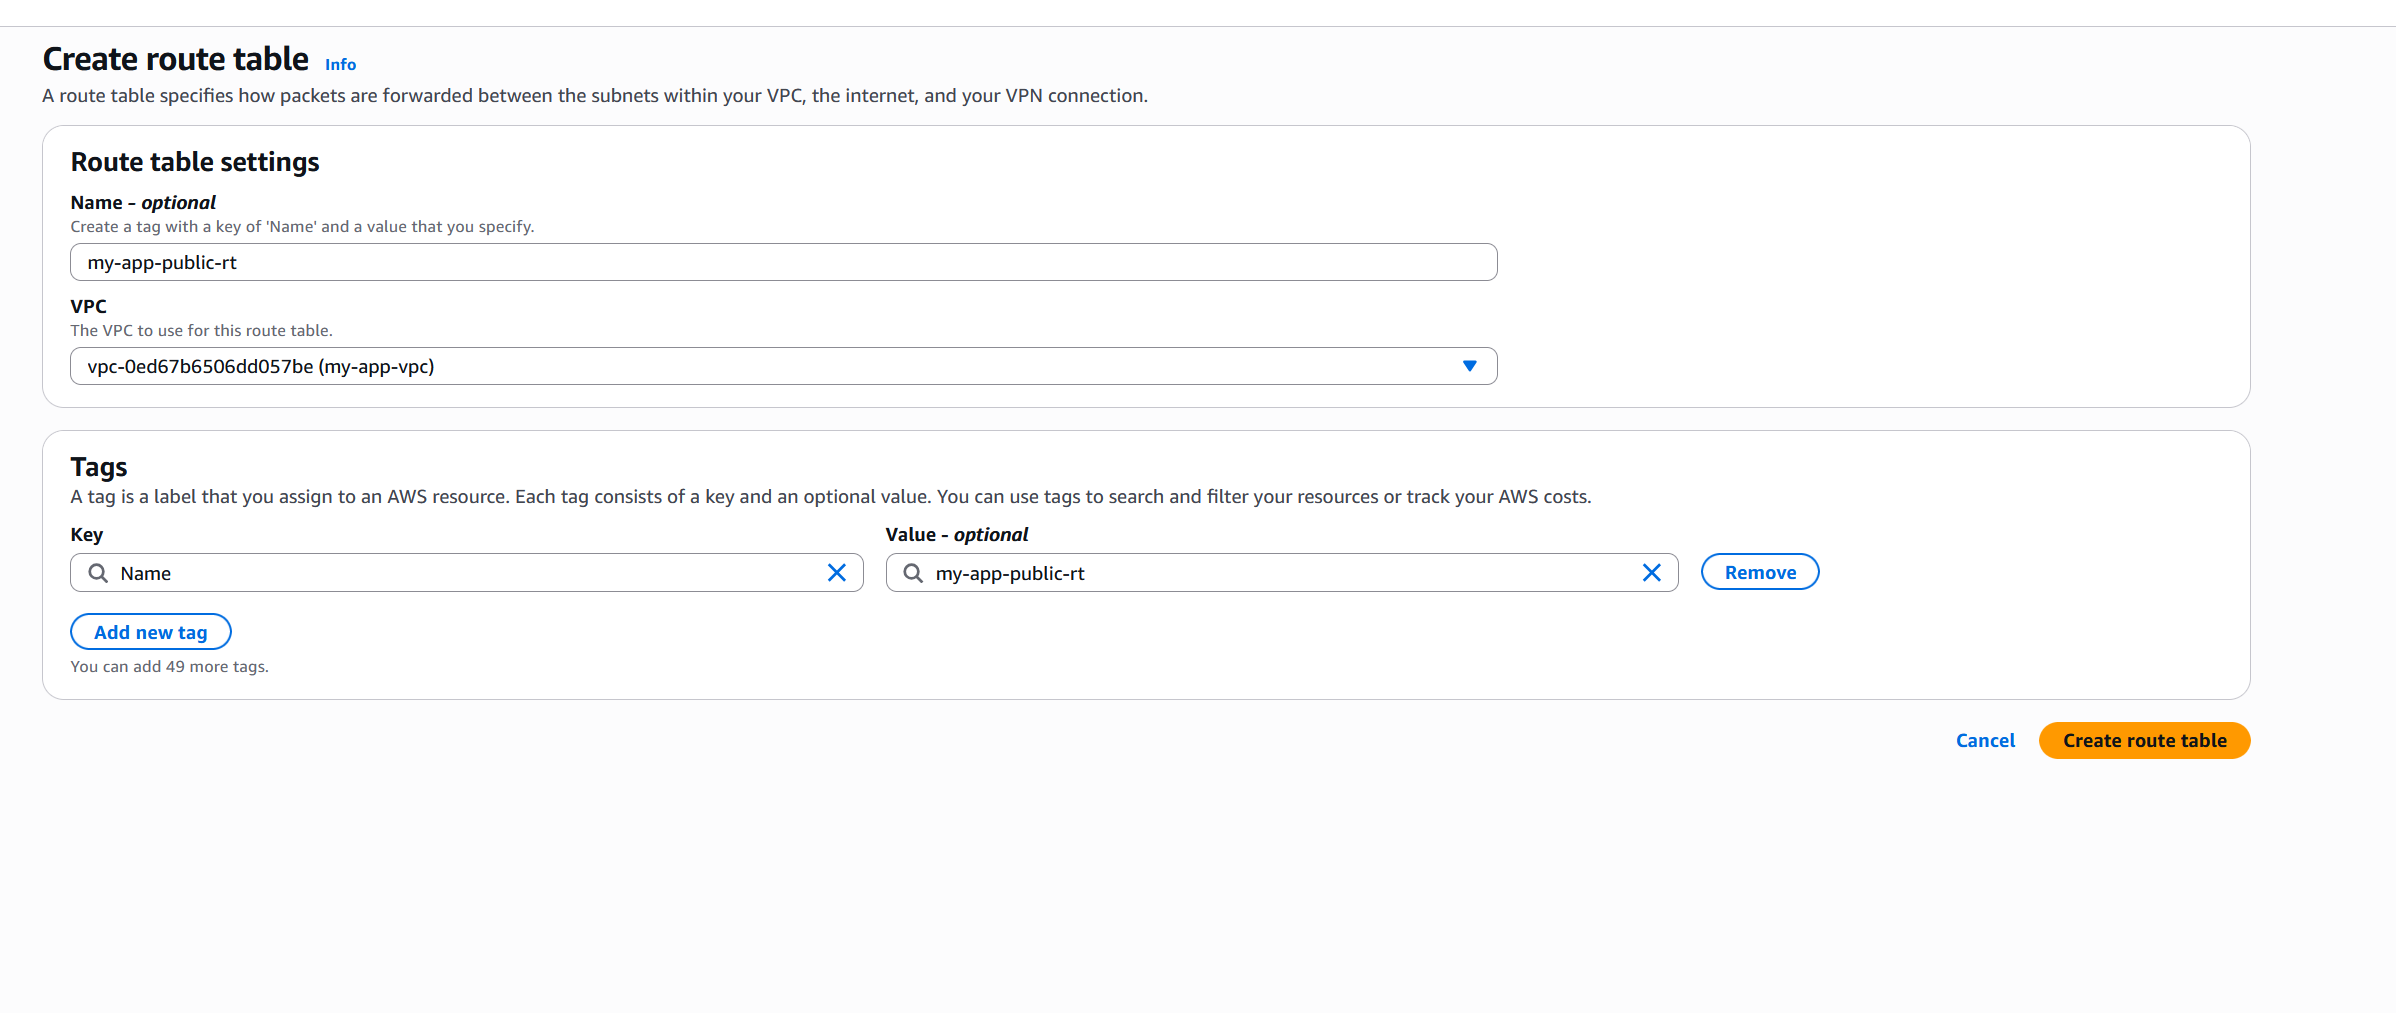 Create route table Info
A route table specifies how packets are forwarded between the subnets within your VPC, the internet, and your VPN connection.
Route table settings
Name - optional
Create a tag with a key of 'Name' and a value that you specify.
my-app-public-rt
VPC
The VPC to use for this route table.
vpc-0ed67b6506dd057be (my-app-vpc)
Tags
A tag is a label that you assign to an AWS resource. Each tag consists of a key and an optional value. You can use tags to search and filter your resources or track your AWS costs.
Key Value - optional
Name my-app-public-rt Remove
Add new tag
You can add 49 more tags.
Cancel Create route table